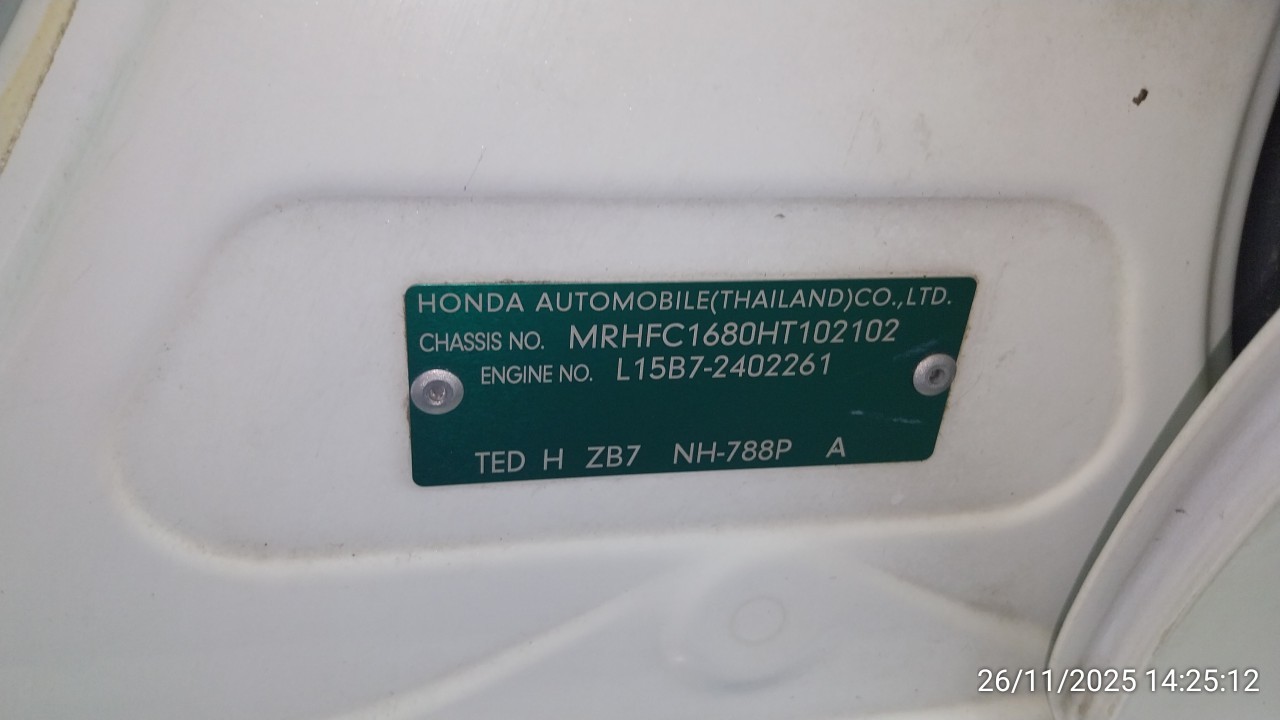 HONDA AUTOMOBILE(THAILAND)CO.,LTD.
CHASSIS NO. MRHFC1680HT102102
ENGINE NO. L15B7-2402261
TED H ZB7 NH-788P A
26/11/2025 14:25:12